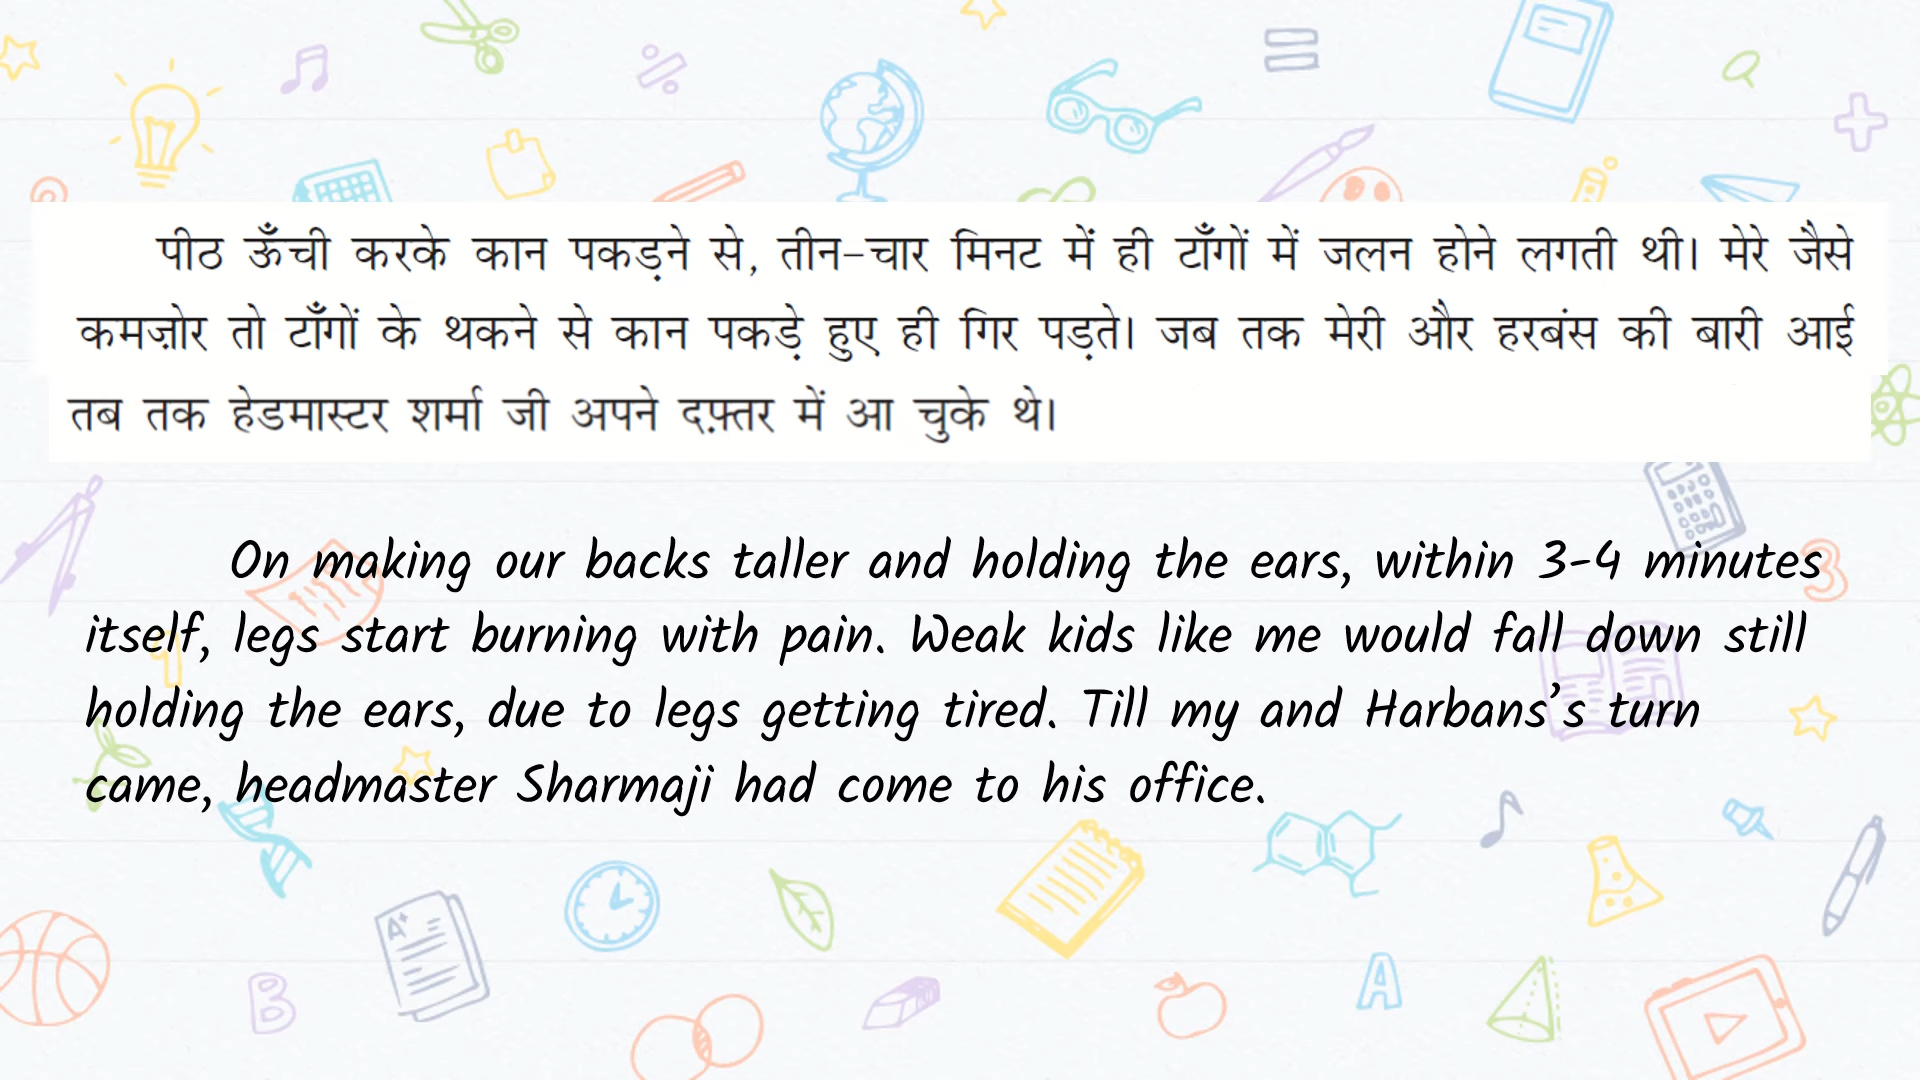 पीठ ऊँची करके कान पकड़ने से, तीन-चार मिनट में ही टाँगों में जलन होने लगती थी। मेरे जैसे
कमज़ोर तो टाँगों के थकने से कान पकड़े हुए ही गिर पड़ते। जब तक मेरी और हरबंस की बारी आई
तब तक हेडमास्टर शर्मा जी अपने दफ़्तर में आ चुके थे।
On making our backs taller and holding the ears, within 3-4 minutes
itself, legs start burning with pain. Weak kids like me would fall down still
holding the ears, due to legs getting tired. Till my and Harbans’s turn
came, headmaster Sharmaji had come to his office.
3
1
A+
B
A